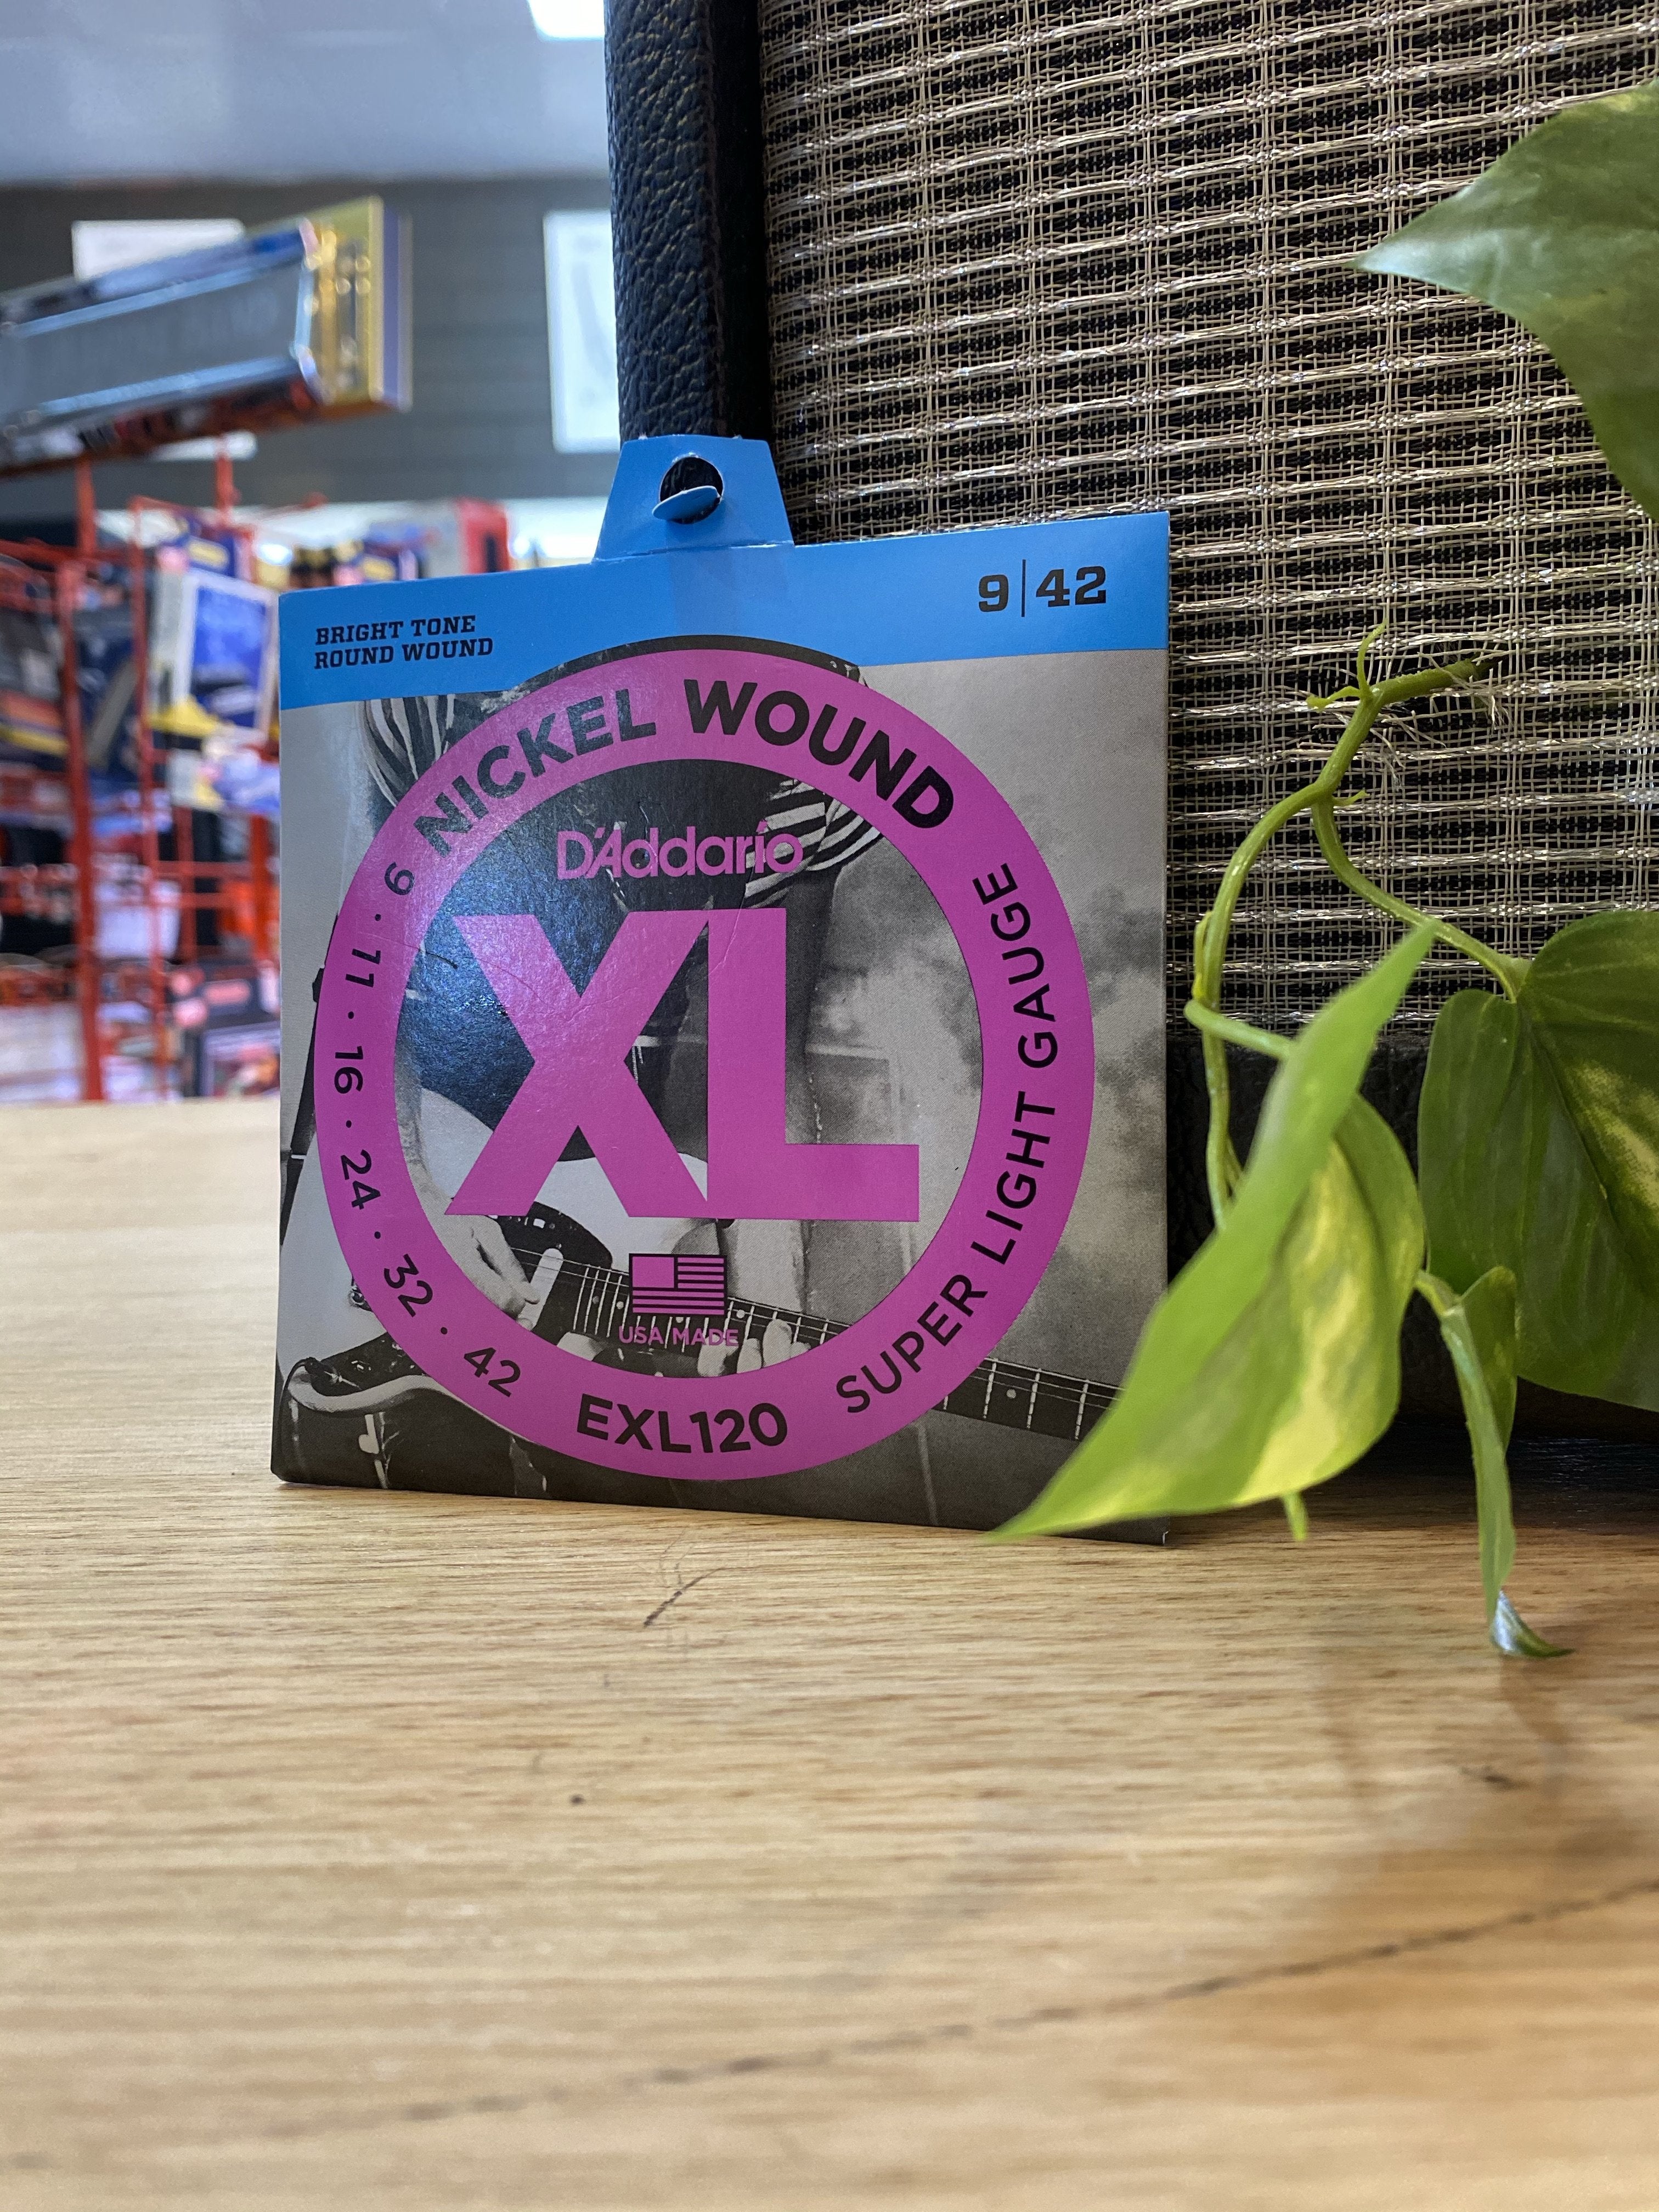 BRIGHT TONE
ROUND WOUND
9|42
NICKEL WOUND
D'Addario
XL
USA MADE
9 · 11 · 16 · 24 · 32 · 42
EXL120
SUPER LIGHT GAUGE